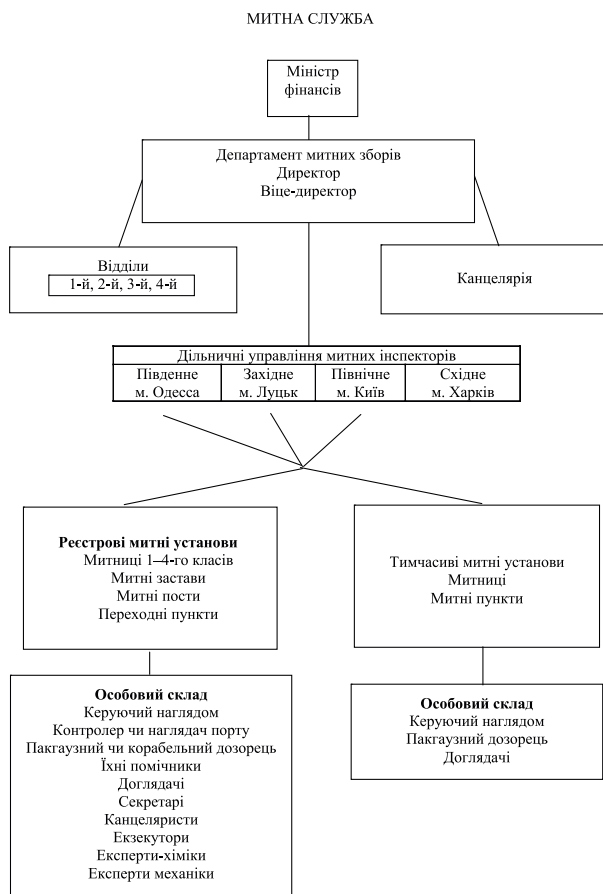 МИТНА СЛУЖБА
Міністр
фінансів
Департамент митних зборів
Директор
Віце-директор
Відділи
1-й, 2-й, 3-й, 4-й
Канцелярія
Дільничні управління митних інспекторів
Південне
м. Одесса
Західне
м. Луцьк
Північне
м. Київ
Східне
м. Харків
Реєстрові митні установи
Митниці 1–4-го класів
Митні застави
Митні пости
Переходні пункти
Тимчасиві митні установи
Митниці
Митні пункти
Особовий склад
Керуючий наглядом
Контролер чи наглядач порту
Пакгаузний чи корабельний дозорець
Їхні помічники
Доглядачі
Секретарі
Канцеляристи
Екзекутори
Експерти-хіміки
Експерти механіки
Особовий склад
Керуючий наглядом
Пакгаузний дозорець
Доглядачі